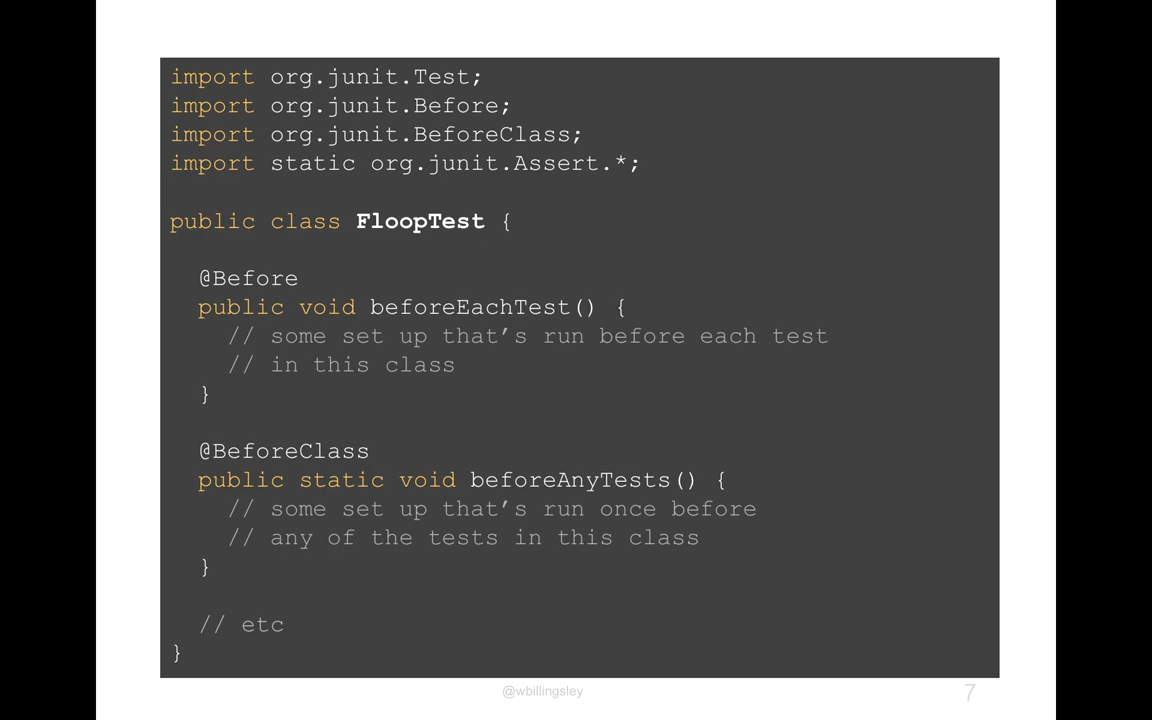 import org.junit.Test;
import org.junit.Before;
import org.junit.BeforeClass;
import static org.junit.Assert.*;
public class FloopTest {
@Before
public void beforeEachTest() {
// some set up that’s run before each test
// in this class
}
@BeforeClass
public static void beforeAnyTests() {
// some set up that’s run once before
// any of the tests in this class
}
// etc
}
@wbillingsley
7